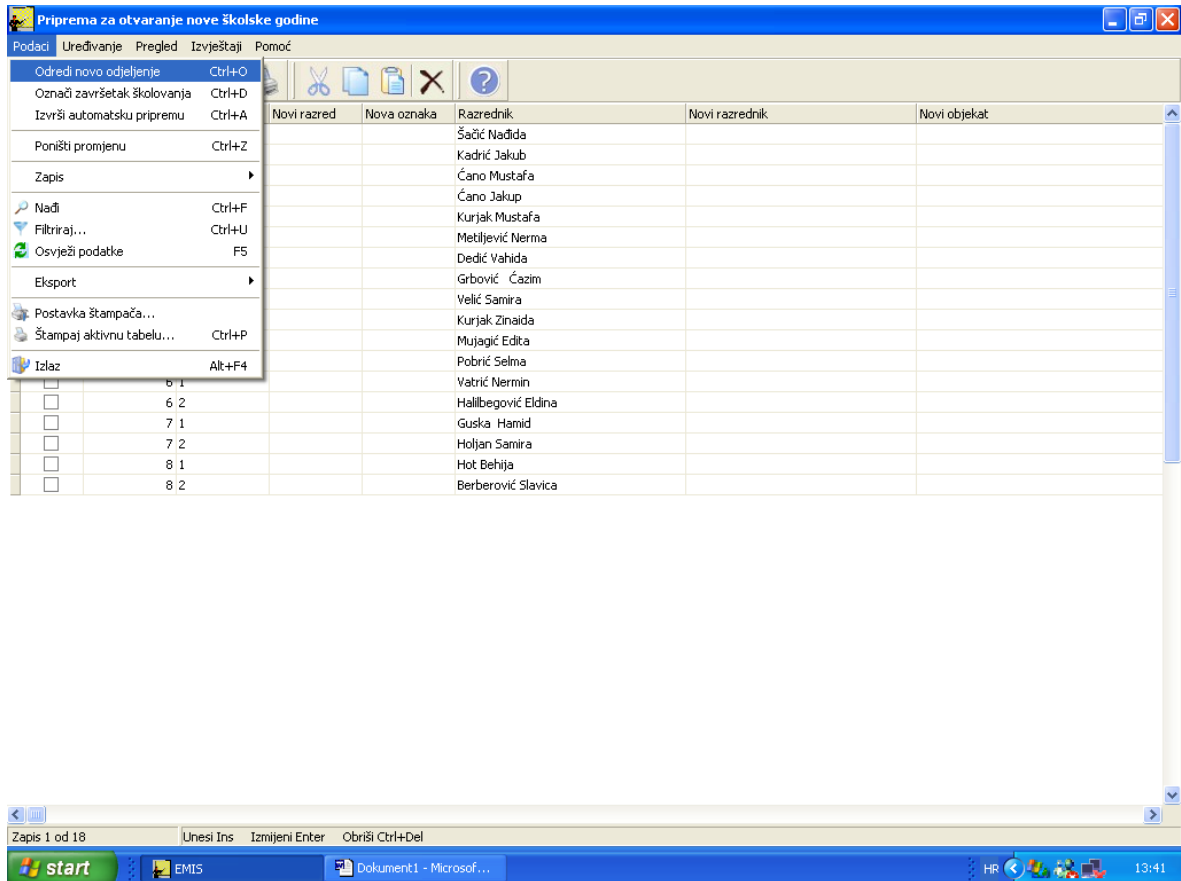 Priprema za otvaranje nove školske godine
Podaci Uređivanje Pregled Izvještaji Pomoć
Odredi novo odjeljenje Ctrl+O
Označi završetak školovanja Ctrl+D
Izvrši automatsku pripremu Ctrl+A
Poništi promjenu Ctrl+Z
Zapis
Nađi Ctrl+F
Filtriraj... Ctrl+U
Osvježi podatke F5
Eksport
Postavka štampača...
Štampaj aktivnu tabelu... Ctrl+P
Izlaz Alt+F4
Novi razred Nova oznaka Razrednik Novi razrednik Novi objekat
Šačić Nađida
Kadrić Jakub
Ćano Mustafa
Ćano Jakup
Kurjak Mustafa
Metiljević Nerma
Dedić Vahida
Grbović Ćazim
Velić Samira
Kurjak Zinaida
Mujagić Edita
Pobrić Selma
6 1 Vatrić Nermin
6 2 Halilbegović Eldina
7 1 Guska Hamid
7 2 Holjan Samira
8 1 Hot Behija
8 2 Berberović Slavica
Zapis 1 od 18 Unesi Ins Izmijeni Enter Obriši Ctrl+Del
start EMIS Dokument1 - Microsof... HR 13:41